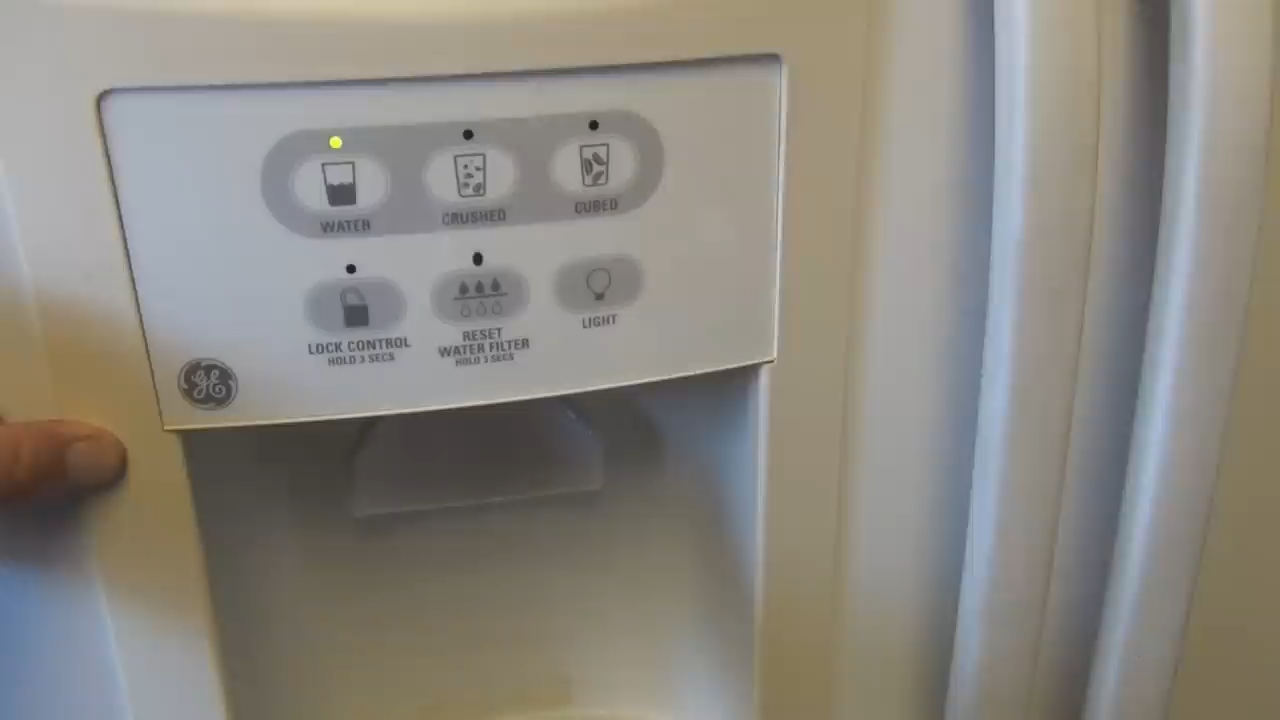 WATER
CRUSHED
CUBED
LOCK CONTROL
HOLD 3 SECS
RESET
WATER FILTER
HOLD 3 SECS
LIGHT
GE